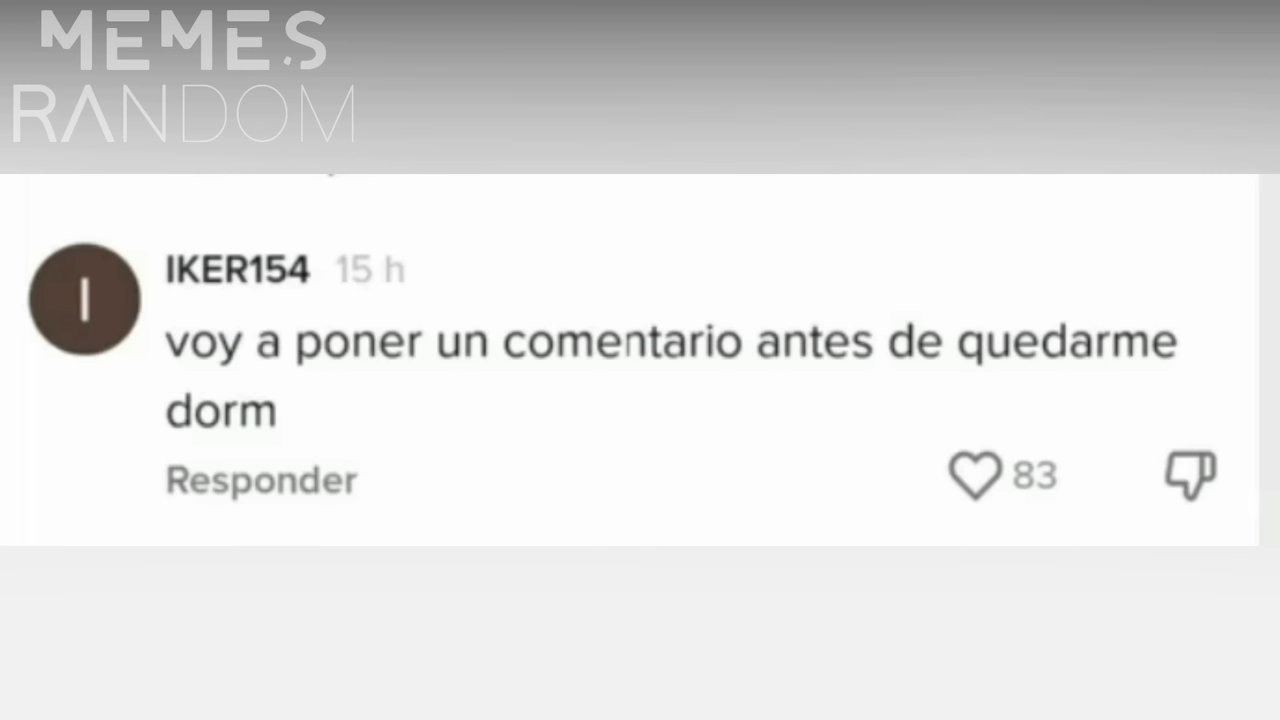 MEMES
RANDOM
I
IKER154 15 h
voy a poner un comentario antes de quedarme
dorm
Responder
83